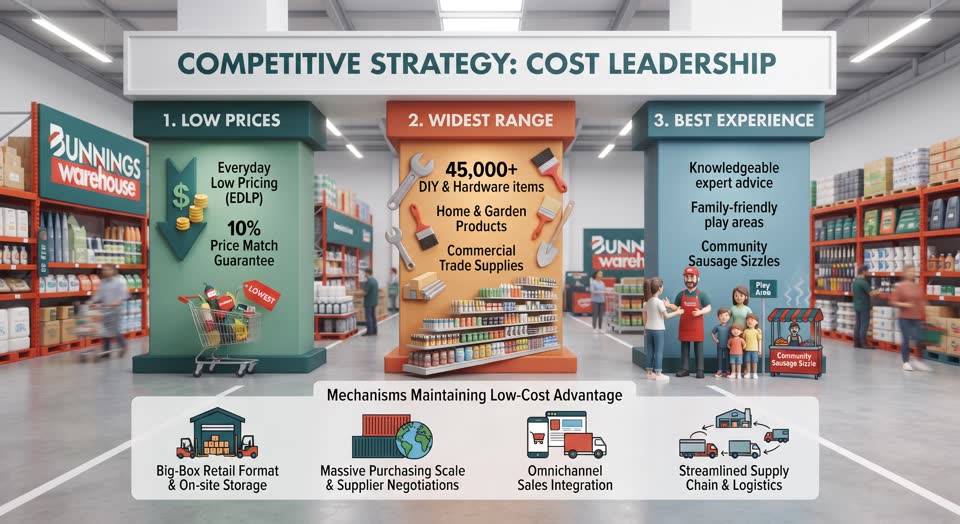 COMPETITIVE STRATEGY: COST LEADERSHIP
1. LOW PRICES
Everyday
Low Pricing
(EDLP)
10%
Price Match
Guarantee
$
LOWEST
2. WIDEST RANGE
45,000+
DIY & Hardware items
Home & Garden
Products
Commercial
Trade Supplies
3. BEST EXPERIENCE
Knowledgeable
expert advice
Family-friendly
play areas
Community
Sausage Sizzles
Play
Area
Community
Sausage Sizzle
BUNNINGS
warehouse
BUNN
wareh
Mechanisms Maintaining Low-Cost Advantage
Big-Box Retail Format
& On-site Storage
Massive Purchasing Scale
& Supplier Negotiations
Omnichannel
Sales Integration
Streamlined Supply
Chain & Logistics